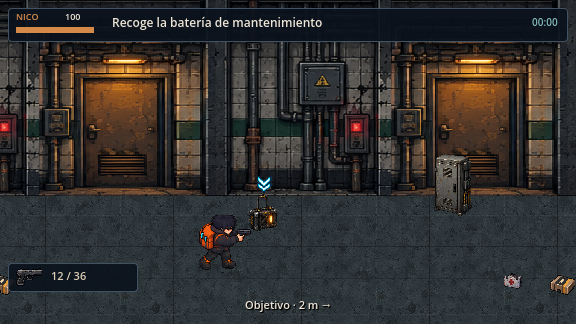 NICO 100
Recoge la batería de mantenimiento
00:00
12 / 36
Objetivo · 2 m →